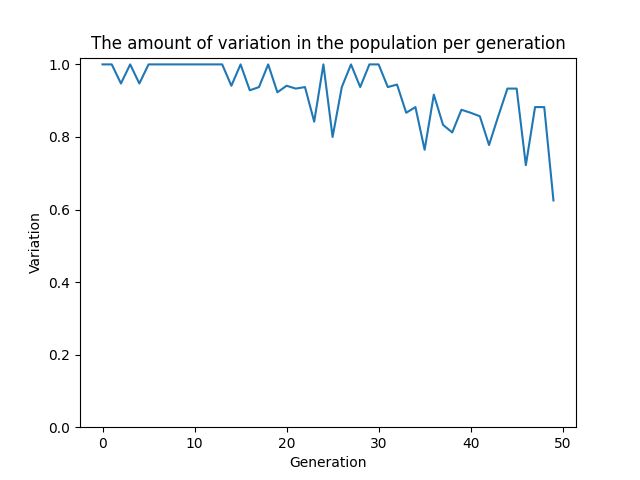 The amount of variation in the population per generation
1.0
0.8
0.6
0.4
0.2
0.0
Variation
0 10 20 30 40 50
Generation